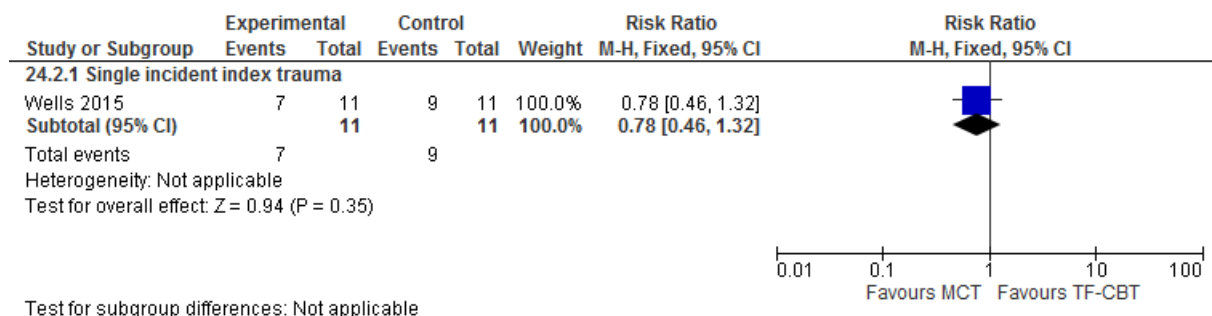 Experimental Control Risk Ratio Risk Ratio
Study or Subgroup Events Total Events Total Weight M-H, Fixed, 95% CI M-H, Fixed, 95% CI
24.2.1 Single incident index trauma
Wells 2015 7 11 9 11 100.0% 0.78 [0.46, 1.32]
Subtotal (95% CI) 11 11 100.0% 0.78 [0.46, 1.32]
Total events 7 9
Heterogeneity: Not applicable
Test for overall effect: Z = 0.94 (P = 0.35)
0.01 0.1 1 10 100
Favours MCT Favours TF-CBT
Test for subgroup differences: Not applicable